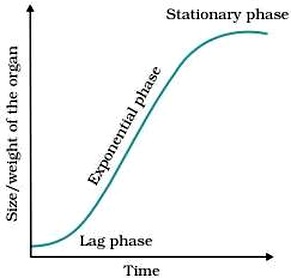 Stationary phase
Size/weight of the organ
Exponential phase
Lag phase
Time